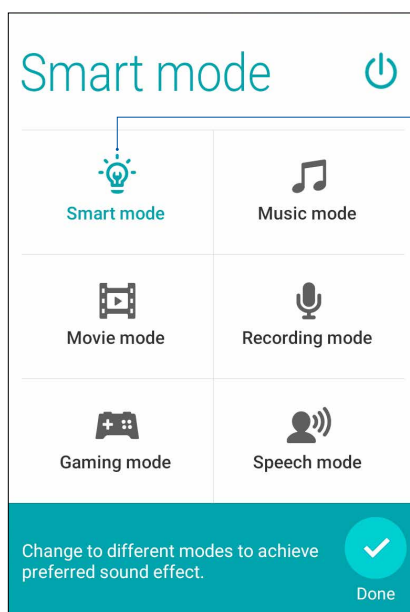 Smart mode
Smart mode
Music mode
Movie mode
Recording mode
Gaming mode
Speech mode
Change to different modes to achieve
preferred sound effect.
Done